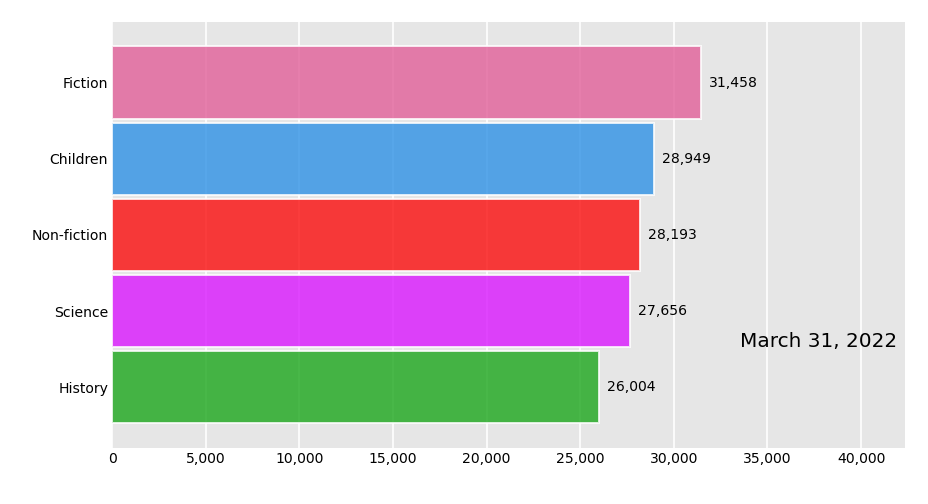 Fiction 31,458
Children 28,949
Non-fiction 28,193
Science 27,656
March 31, 2022
History 26,004
0 5,000 10,000 15,000 20,000 25,000 30,000 35,000 40,000